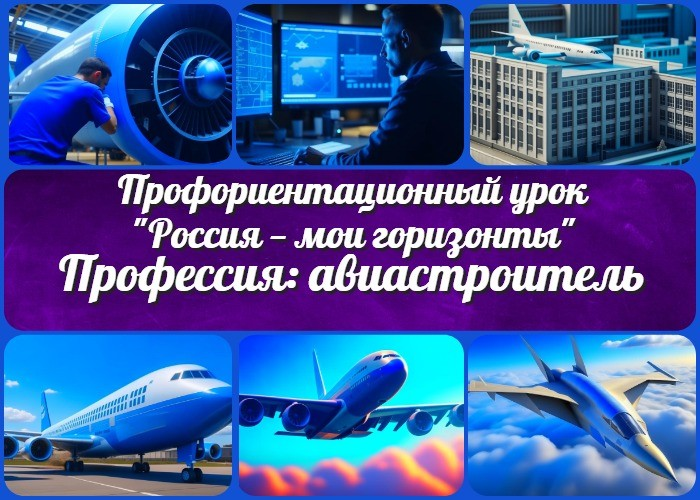 Профориентационный урок
"Россия – мои горизонты"
Профессия: авиастроитель